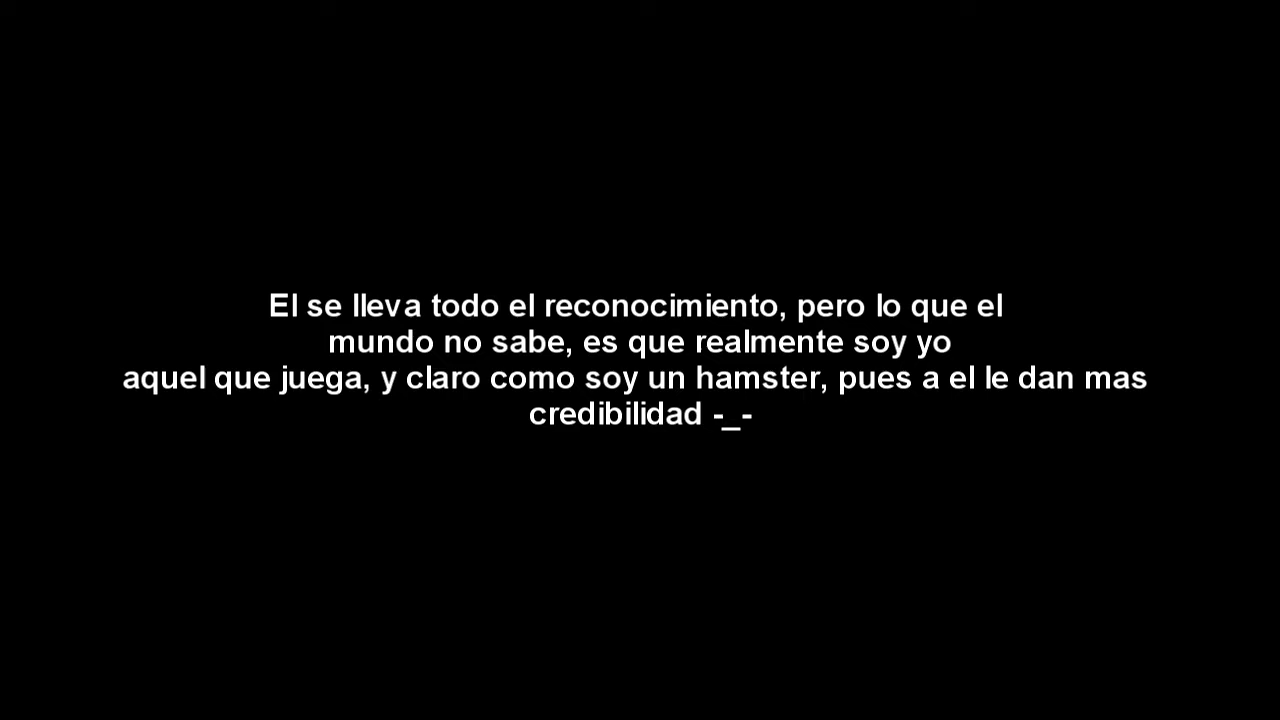 El se lleva todo el reconocimiento, pero lo que el
mundo no sabe, es que realmente soy yo
aquel que juega, y claro como soy un hamster, pues a el le dan mas
credibilidad -_-